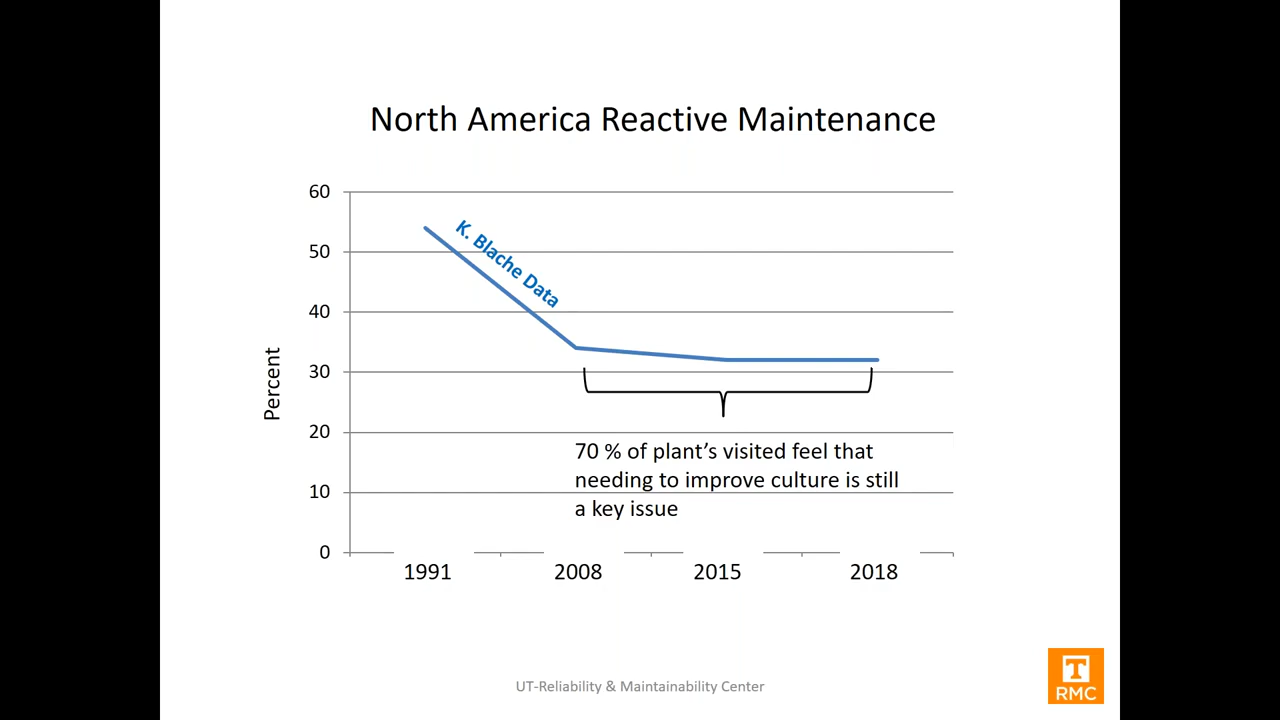 North America Reactive Maintenance
60
50
40
30
20
10
0
Percent
K. Blache Data
70 % of plant’s visited feel that
needing to improve culture is still
a key issue
1991 2008 2015 2018
UT-Reliability & Maintainability Center
T
RMC